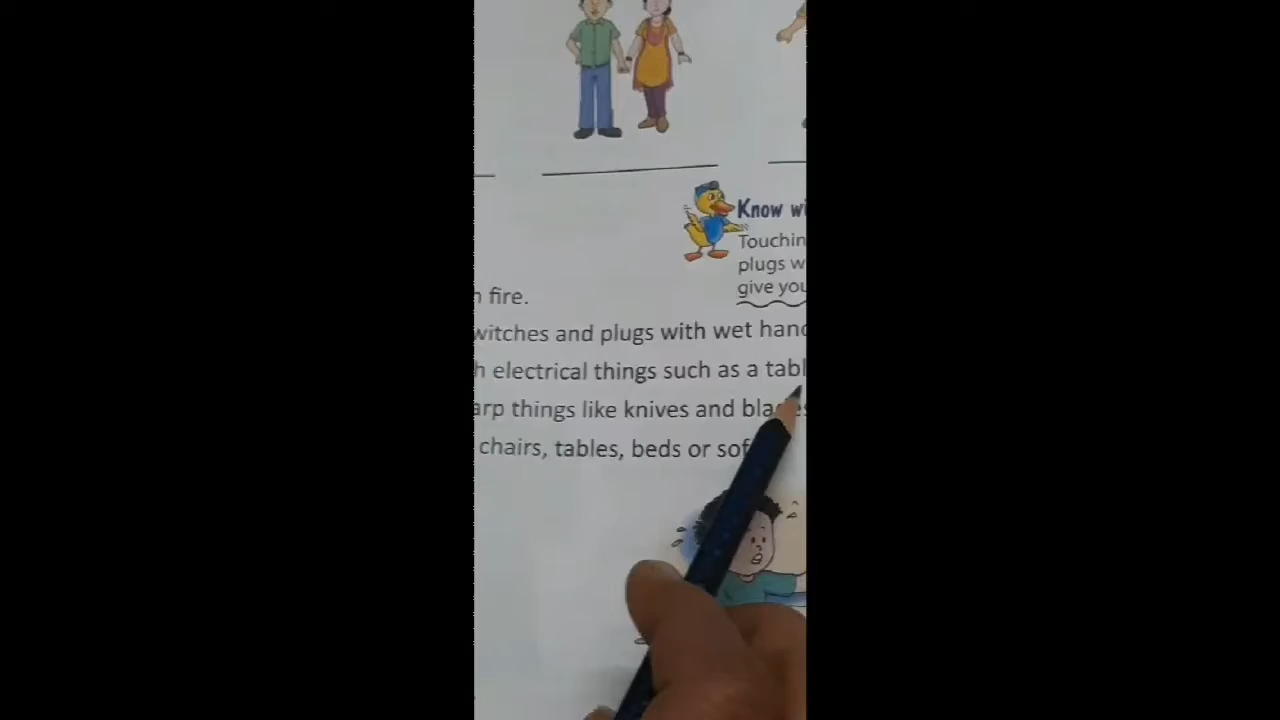 Know
Touchin
plugs w
give you
fire.
witches and plugs with wet hand
electrical things such as a tabl
arp things like knives and blades
chairs, tables, beds or sof